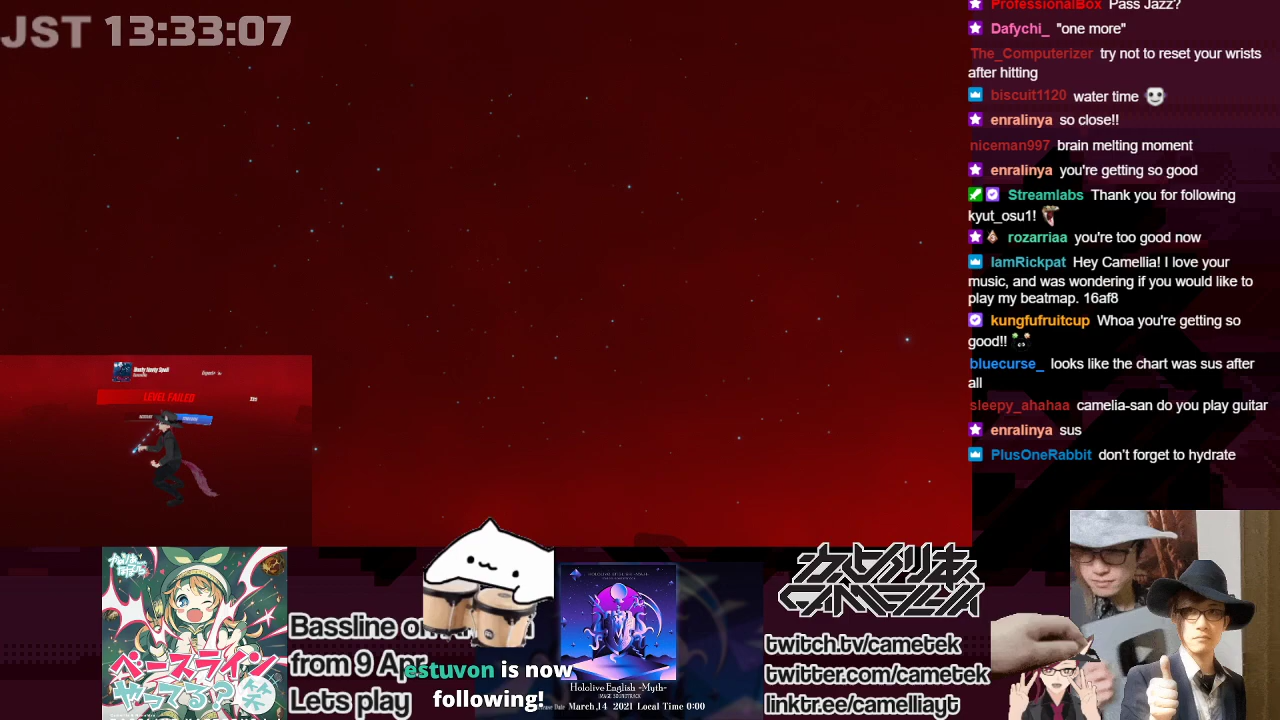 JST 13:33:07
ProfessionalBox Pass Jazz?
Dafychi_ "one more"
The_Computerizer try not to reset your wrists
after hitting
biscuit1120 water time
enralinya so close!!
niceman997 brain melting moment
enralinya you're getting so good
Streamlabs Thank you for following
kyut_osu1!
rozarriaa you're too good now
IamRickpat Hey Camellia! I love your
music, and was wondering if you would like to
play my beatmap. 16af8
kungfufruitcup Whoa you're getting so
good!!
bluecurse_ looks like the chart was sus after
all
sleepy_ahahaa camelia-san do you play guitar
enralinya sus
PlusOneRabbit don't forget to hydrate
LEVEL FAILED
ベースライン
やってる?
Bassline
from 9 Apr
Lets play
estuvon is now
following!
Hololive English -Myth-
IMAGE SOUNDTRACK
March,14 2021 Local Time 0:00
かめりあ
CAMELLIA
twitch.tv/cametek
twitter.com/cametek
linktr.ee/camelliayt